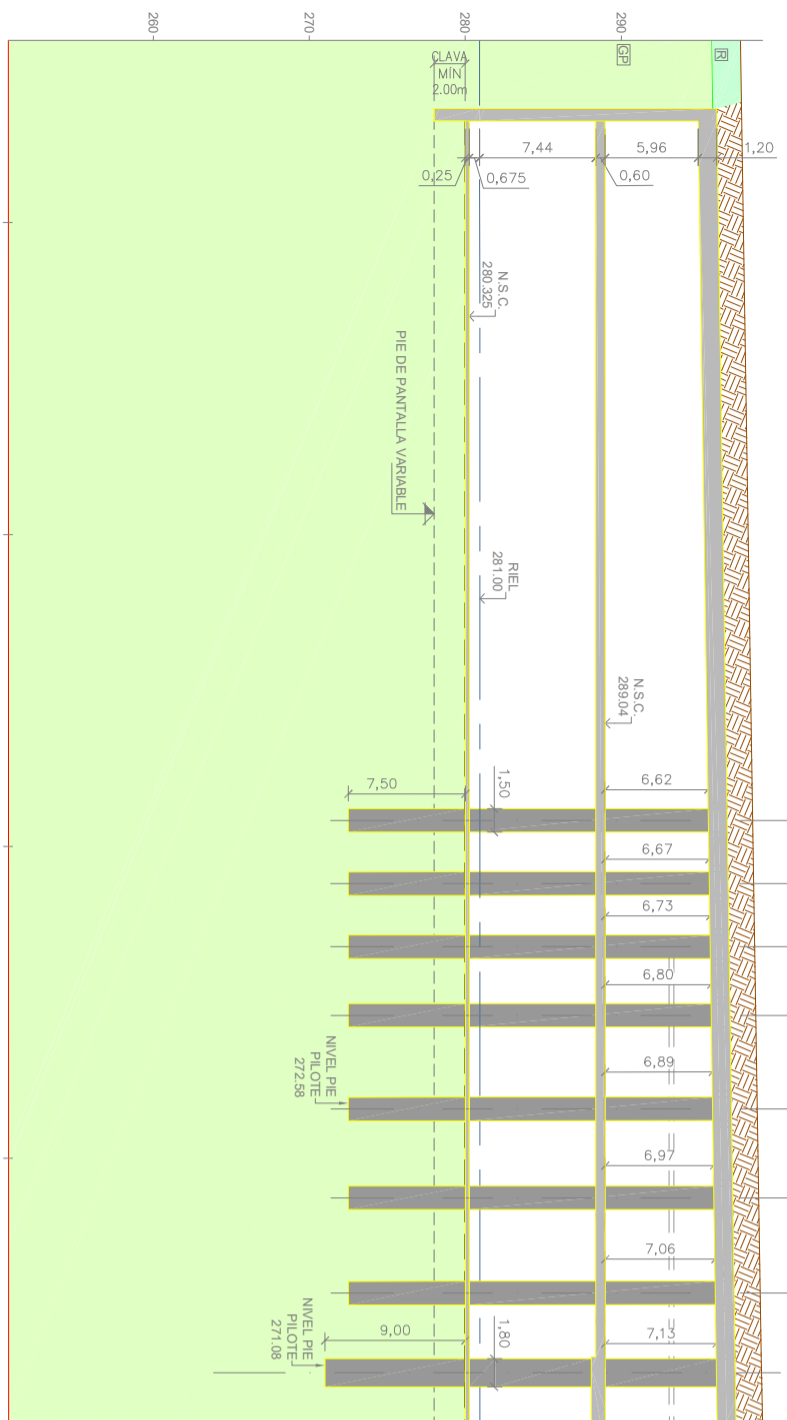 260
270
280
290
CLAVA
MÍN
2.00m
GP
R
7,44
5,96
1,20
0,25
0,675
0,60
N.S.C.
280.325
PIE DE PANTALLA VARIABLE
RIEL
281.00
N.S.C.
289.04
7,50
1,50
6,62
6,67
6,73
6,80
6,89
NIVEL PIE
PILOTE
272.58
6,97
7,06
NIVEL PIE
PILOTE
271.08
9,00
1,80
7,13